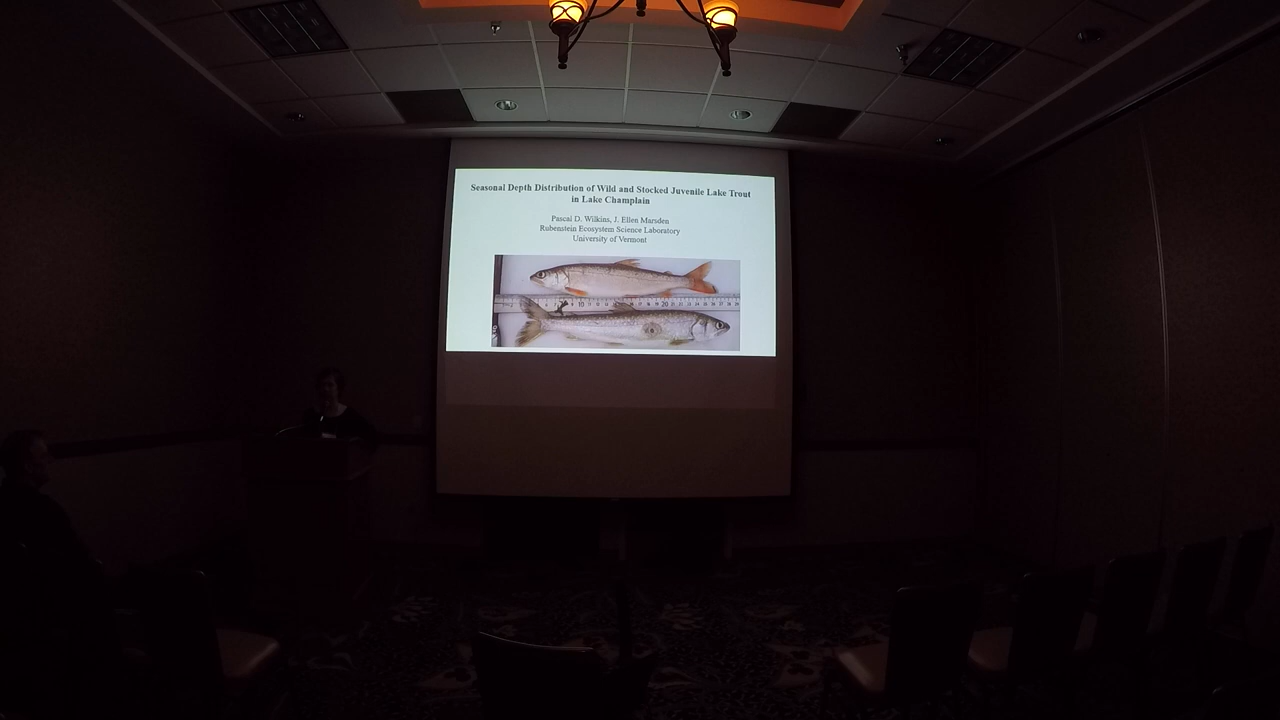 Seasonal Depth Distribution of Wild and Stocked Juvenile Lake Trout
in Lake Champlain
Pascal D. Wilkins, J. Ellen Marsden
Rubenstein Ecosystem Science Laboratory
University of Vermont